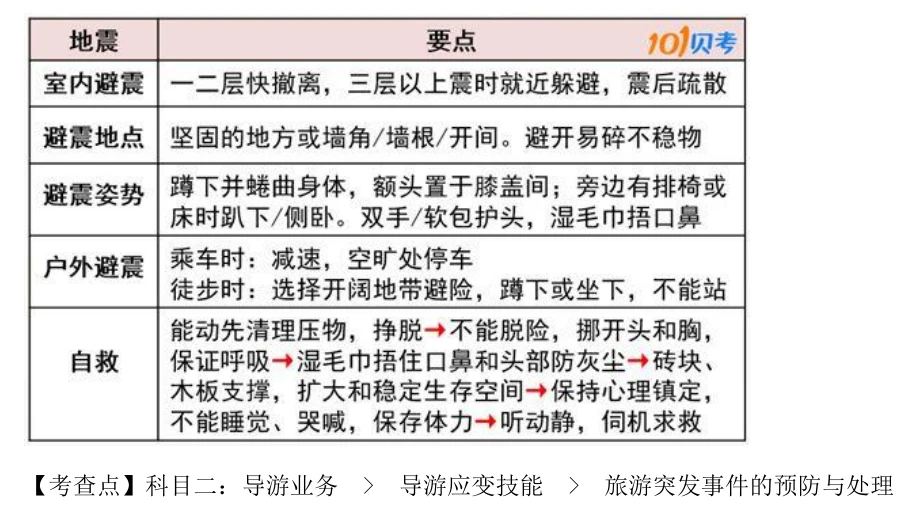 地震 要点 101贝考
室内避震 一二层快撤离，三层以上震时就近躲避，震后疏散
避震地点 坚固的地方或墙角/墙根/开间。避开易碎不稳物
避震姿势 蹲下并蜷曲身体，额头置于膝盖间；旁边有排椅或
床时趴下/侧卧。双手/软包护头，湿毛巾捂口鼻
户外避震 乘车时：减速，空旷处停车
徒步时：选择开阔地带避险，蹲下或坐下，不能站
自救 能动先清理压物，挣脱→不能脱险，挪开头和胸，
保证呼吸→湿毛巾捂住口鼻和头部防灰尘→砖块、
木板支撑，扩大和稳定生存空间→保持心理镇定，
不能睡觉、哭喊，保存体力→听动静，伺机求救
【考查点】科目二：导游业务 > 导游应变技能 > 旅游突发事件的预防与处理